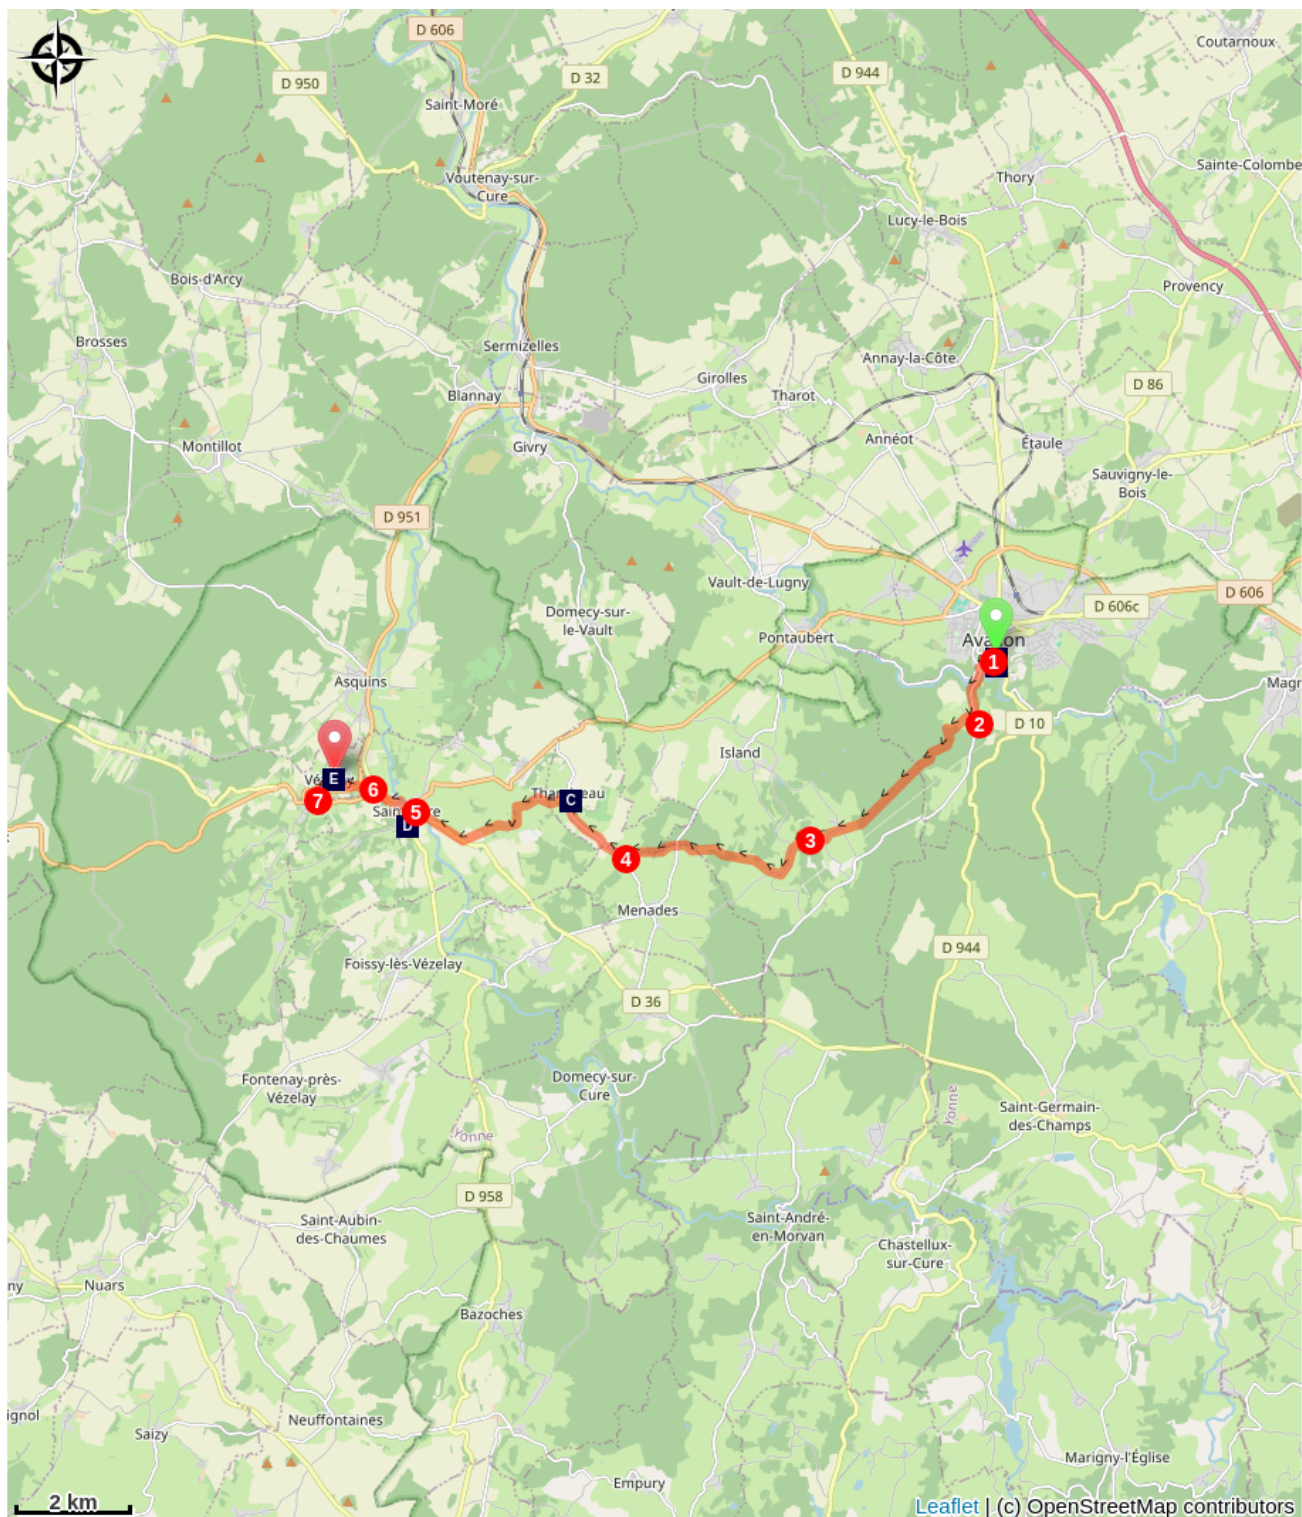 D 606
Coutarnoux
D 950
D 32
D 944
Saint-Moré
Sainte-Colombe
Voutenay-sur-
Cure
Thory
Lucy-le-Bois
Bois-d'Arcy
Provency
Brosses
Sermizelles
Annay-la-Côte
Girolles
D 86
Blannay
Tharot
Montillot
Givry
Annéot
Étaule
Sauvigny-le-
Bois
D 951
Vault-de-Lugny
D 606
D 606c
Domecy-sur-
le-Vault
Pontaubert
Avallon
1
Asquins
Magn
2
D 10
Island
E
6
C
7
5
D
3
4
Menades
D 944
Foissy-lès-Vézelay
D 36
Fontenay-près-
Vézelay
Domecy-sur-
Cure
Yonne
Saint-Germain-
des-Champs
Yonne
D 958
Saint-Aubin-
des-Chaumes
Saint-André-
en-Morvan
Chastellux-
sur-Cure
ny
Nuars
Bazoches
ignol
Neuffontaines
Saizy
Marigny-l'Église
Empury
2 km
Leaflet | (c) OpenStreetMap contributors